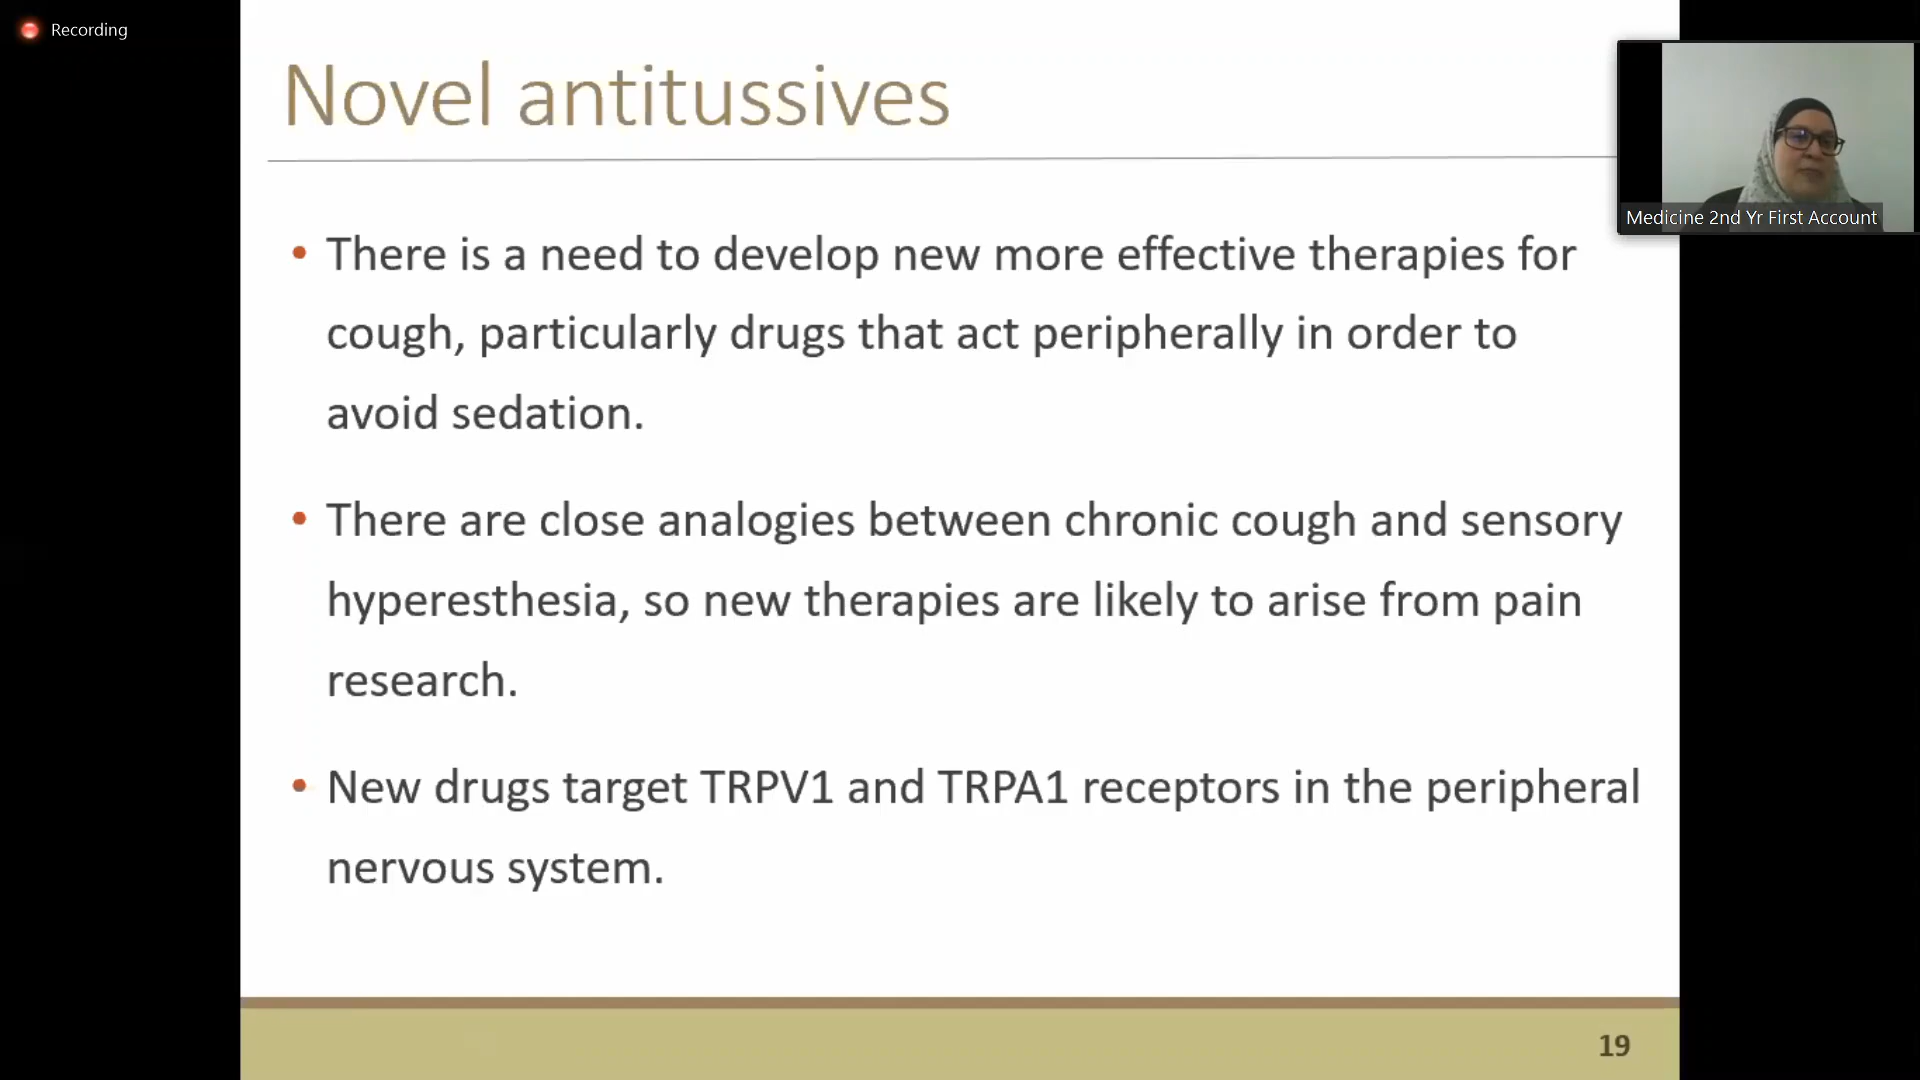 Recording
Novel antitussives
Medicine 2nd Yr First Account
• There is a need to develop new more effective therapies for
cough, particularly drugs that act peripherally in order to
avoid sedation.
• There are close analogies between chronic cough and sensory
hyperesthesia, so new therapies are likely to arise from pain
research.
• New drugs target TRPV1 and TRPA1 receptors in the peripheral
nervous system.
19